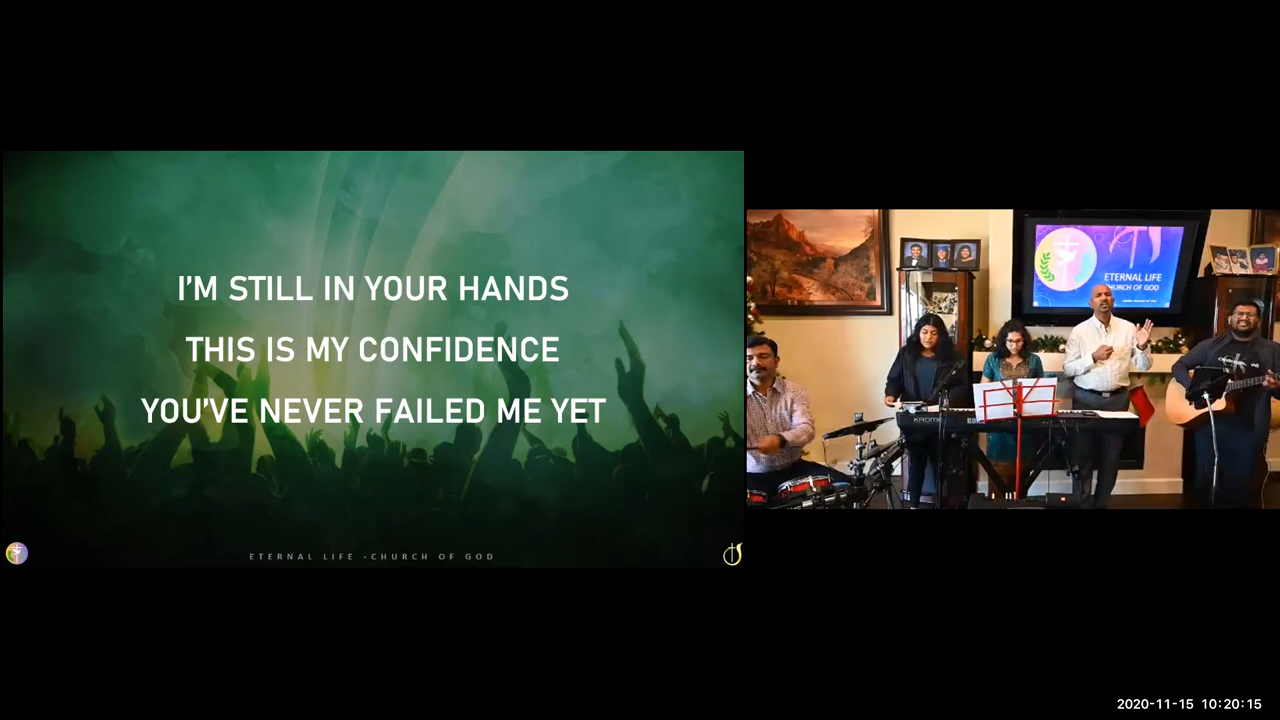 I'M STILL IN YOUR HANDS
THIS IS MY CONFIDENCE
YOU'VE NEVER FAILED ME YET
ETERNAL LIFE -CHURCH OF GOD
ETERNAL LIFE
CHURCH OF GOD
KROME
KORG
2020-11-15 10:20:15